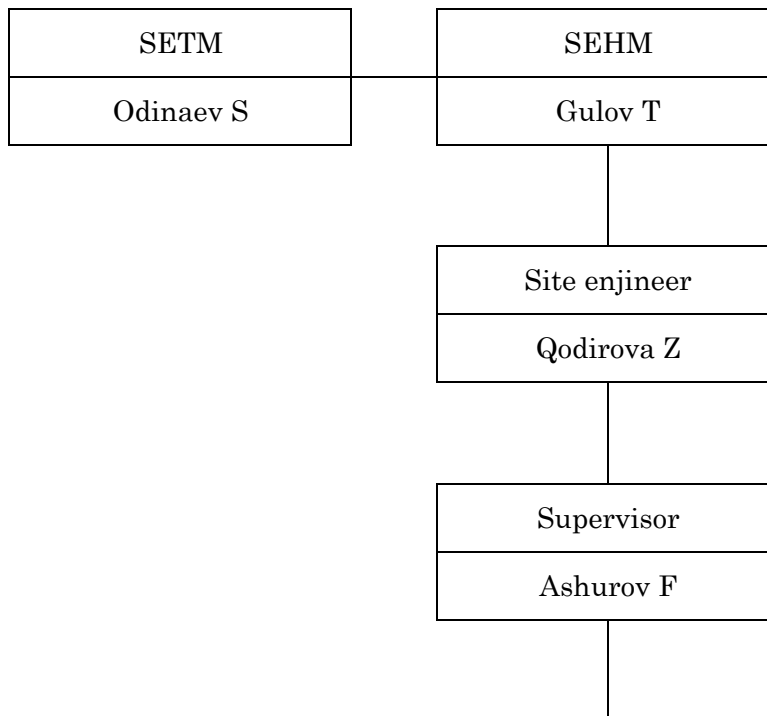 SETM
Odinaev S
SEHM
Gulov T
Site enjineer
Qodirova Z
Supervisor
Ashurov F